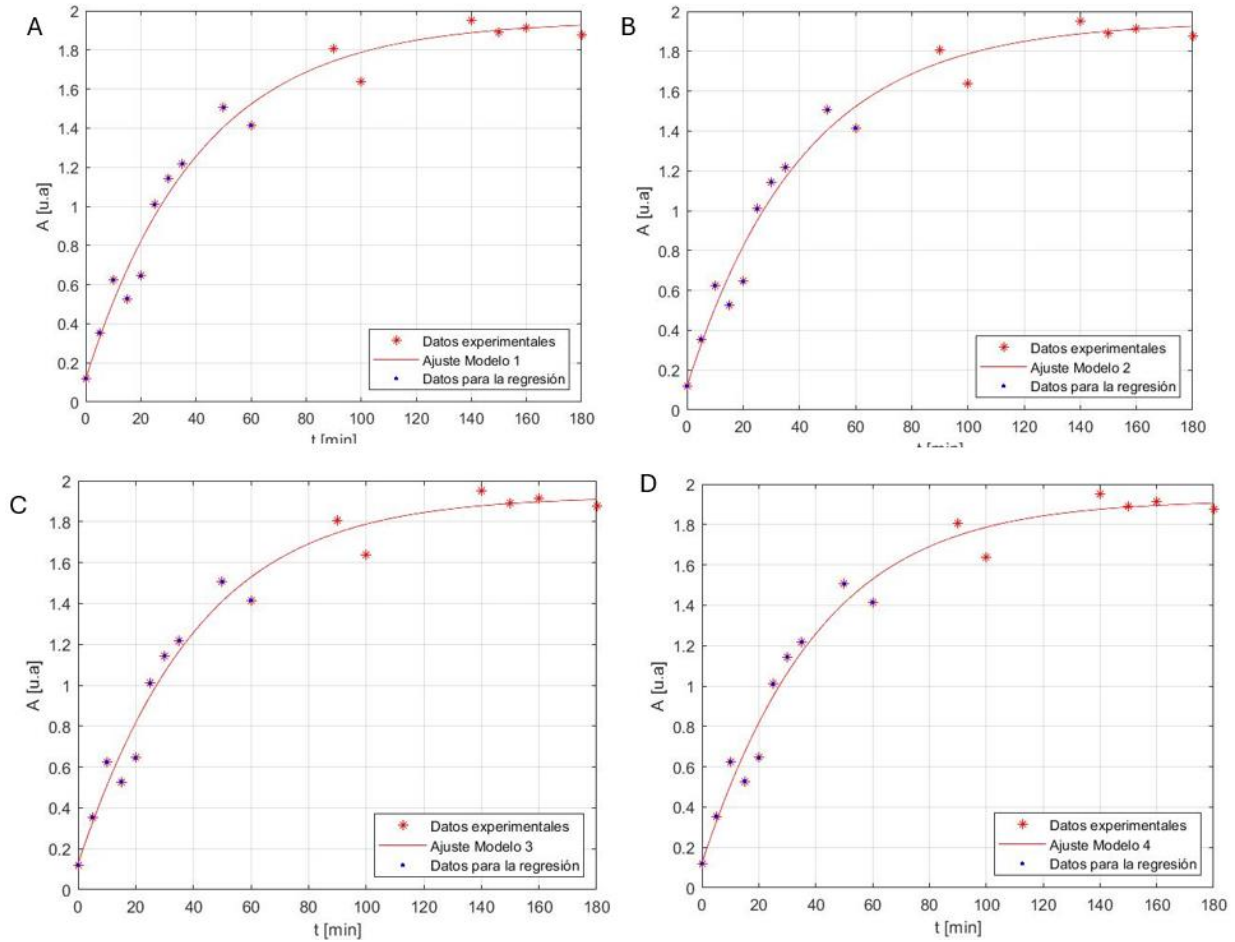 A
2
1.8
1.6
1.4
1.2
1
0.8
0.6
0.4
0.2
0
A [u.a]
Datos experimentales
Ajuste Modelo 1
Datos para la regresión
0 20 40 60 80 100 120 140 160 180
t [min]
B
2
1.8
1.6
1.4
1.2
1
0.8
0.6
0.4
0.2
0
A [u.a]
Datos experimentales
Ajuste Modelo 2
Datos para la regresión
0 20 40 60 80 100 120 140 160 180
t [min]
C
2
1.8
1.6
1.4
1.2
1
0.8
0.6
0.4
0.2
0
A [u.a]
Datos experimentales
Ajuste Modelo 3
Datos para la regresión
0 20 40 60 80 100 120 140 160 180
t [min]
D
2
1.8
1.6
1.4
1.2
1
0.8
0.6
0.4
0.2
0
A [u.a]
Datos experimentales
Ajuste Modelo 4
Datos para la regresión
0 20 40 60 80 100 120 140 160 180
t [min]